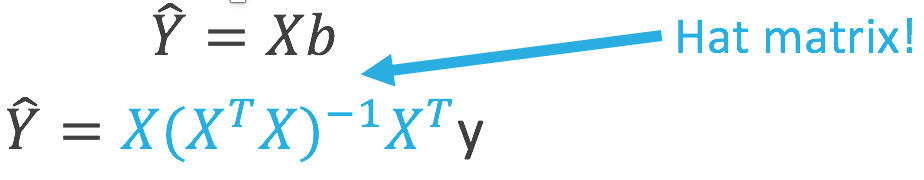 Ŷ = Xb
Hat matrix!
Ŷ = X(XᵀX)⁻¹Xᵀy